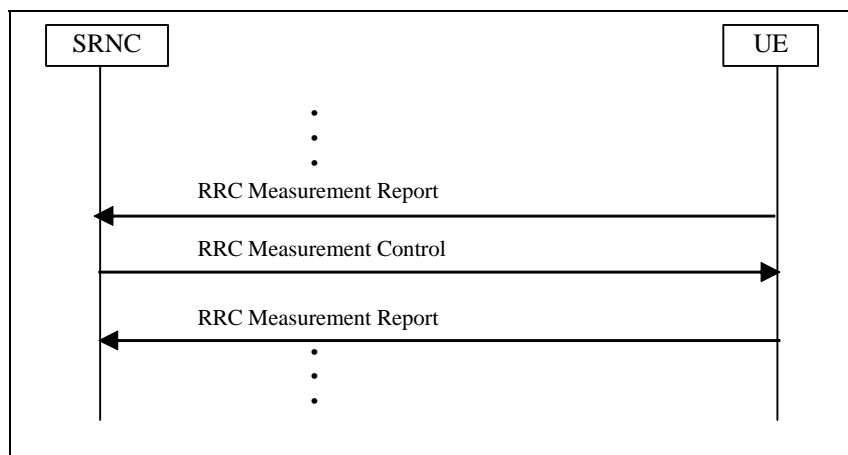 SRNC
UE
RRC Measurement Report
RRC Measurement Control
RRC Measurement Report